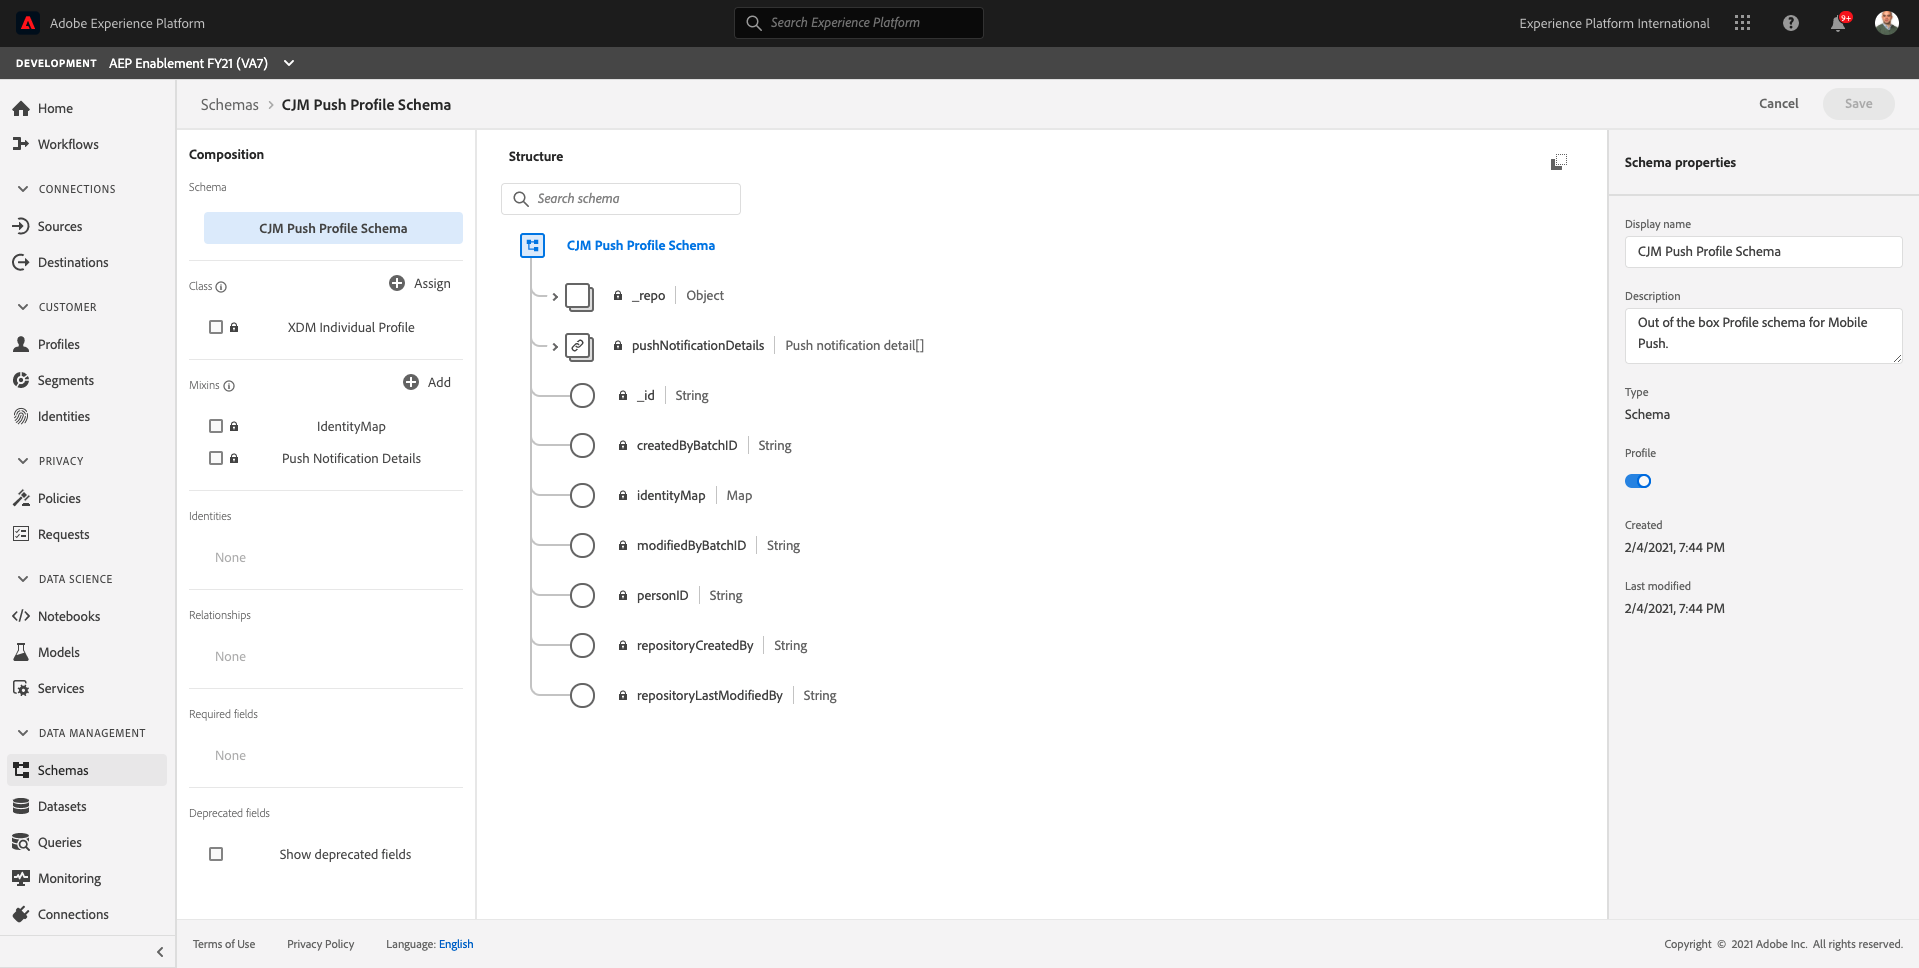 Adobe Experience Platform
Search Experience Platform
Experience Platform International
9+
DEVELOPMENT AEP Enablement FY21 (VA7)
Home
Workflows
CONNECTIONS
Sources
Destinations
CUSTOMER
Profiles
Segments
Identities
PRIVACY
Policies
Requests
DATA SCIENCE
Notebooks
Models
Services
DATA MANAGEMENT
Schemas
Datasets
Queries
Monitoring
Connections
Schemas > CJM Push Profile Schema
Cancel
Save
Composition
Schema
CJM Push Profile Schema
Class
Assign
XDM Individual Profile
Mixins
Add
IdentityMap
Push Notification Details
Identities
None
Relationships
None
Required fields
None
Deprecated fields
Show deprecated fields
Structure
Search schema
CJM Push Profile Schema
_repo | Object
pushNotificationDetails | Push notification detail[]
_id | String
createdByBatchID | String
identityMap | Map
modifiedByBatchID | String
personID | String
repositoryCreatedBy | String
repositoryLastModifiedBy | String
Schema properties
Display name
CJM Push Profile Schema
Description
Out of the box Profile schema for Mobile
Push.
Type
Schema
Profile
Created
2/4/2021, 7:44 PM
Last modified
2/4/2021, 7:44 PM
Terms of Use
Privacy Policy
Language: English
Copyright © 2021 Adobe Inc. All rights reserved.